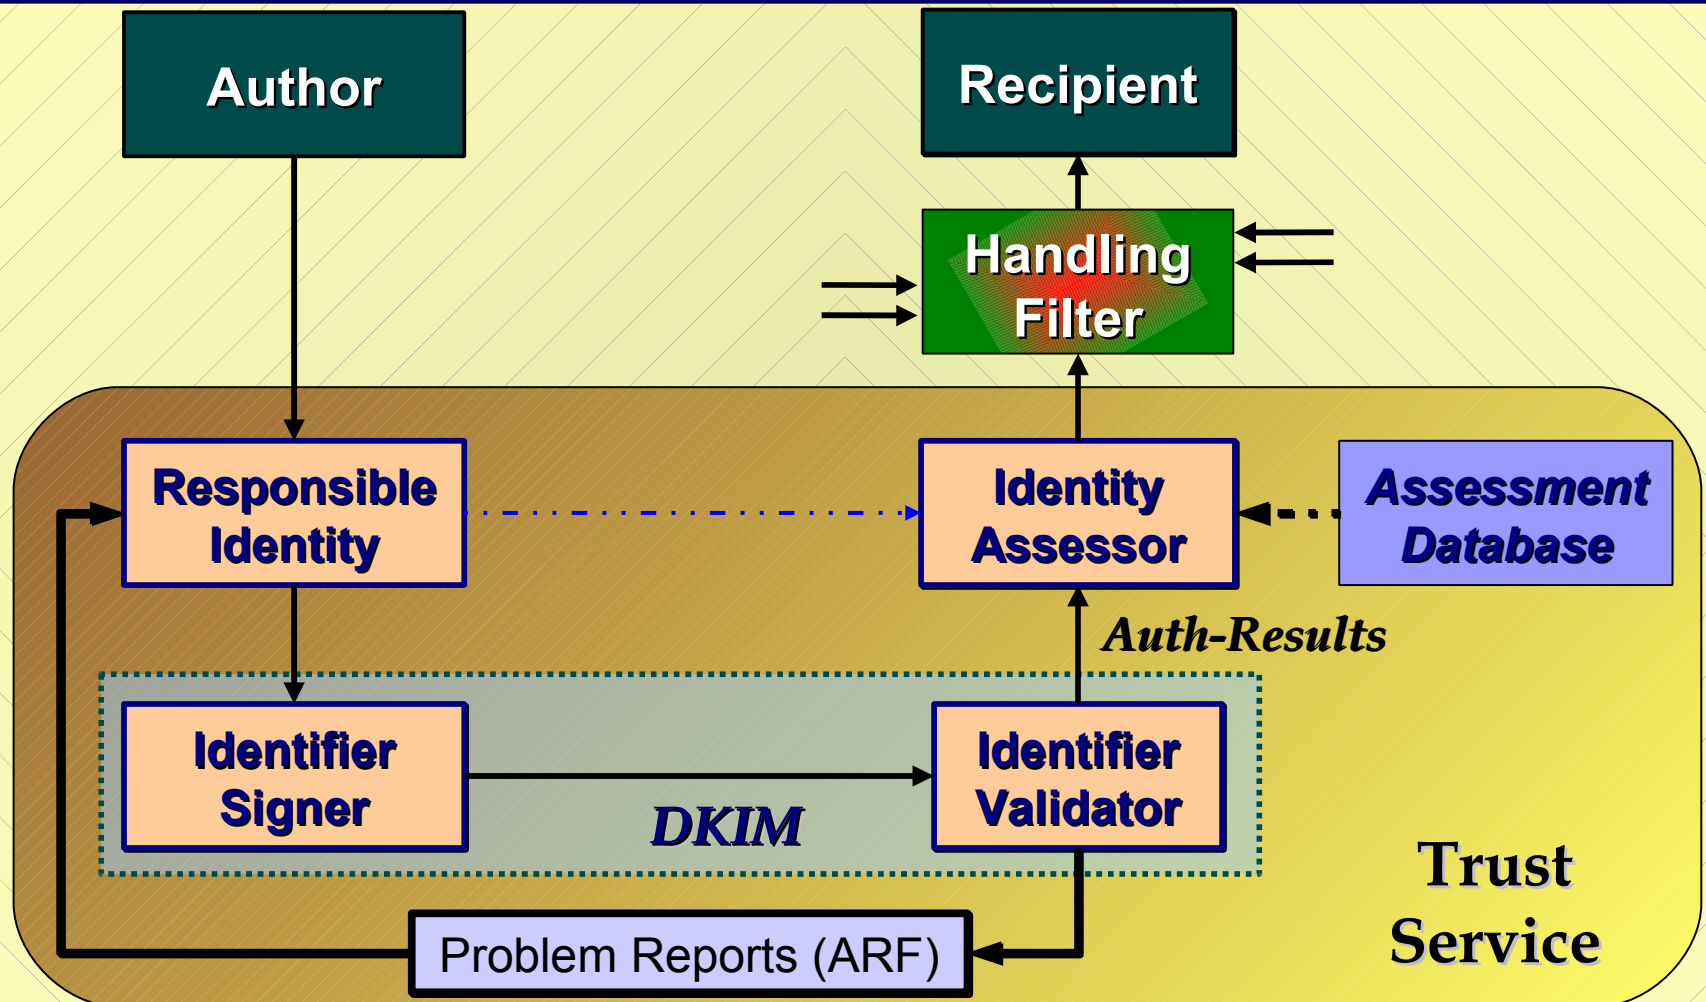 Author
Recipient
Handling
Filter
Responsible
Identity
Identity
Assessor
Assessment
Database
Auth-Results
Identifier
Signer
DKIM
Identifier
Validator
Trust
Service
Problem Reports (ARF)